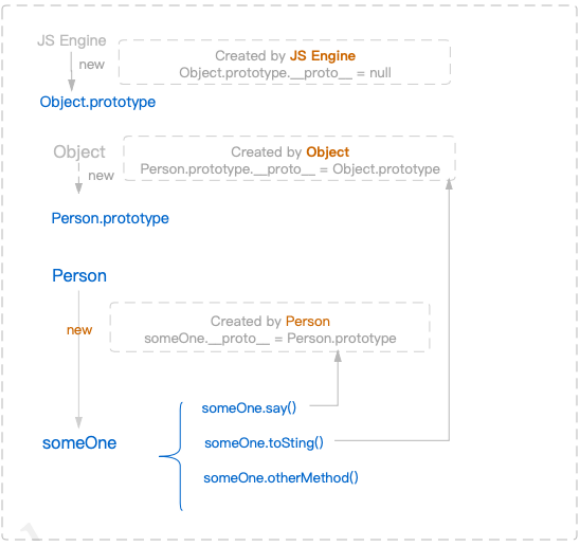 JS Engine
new
Created by JS Engine
Object.prototype.__proto__ = null
Object.prototype
Object
new
Created by Object
Person.prototype.__proto__ = Object.prototype
Person.prototype
Person
new
Created by Person
someOne.__proto__ = Person.prototype
someOne
someOne.say()
someOne.toSting()
someOne.otherMethod()